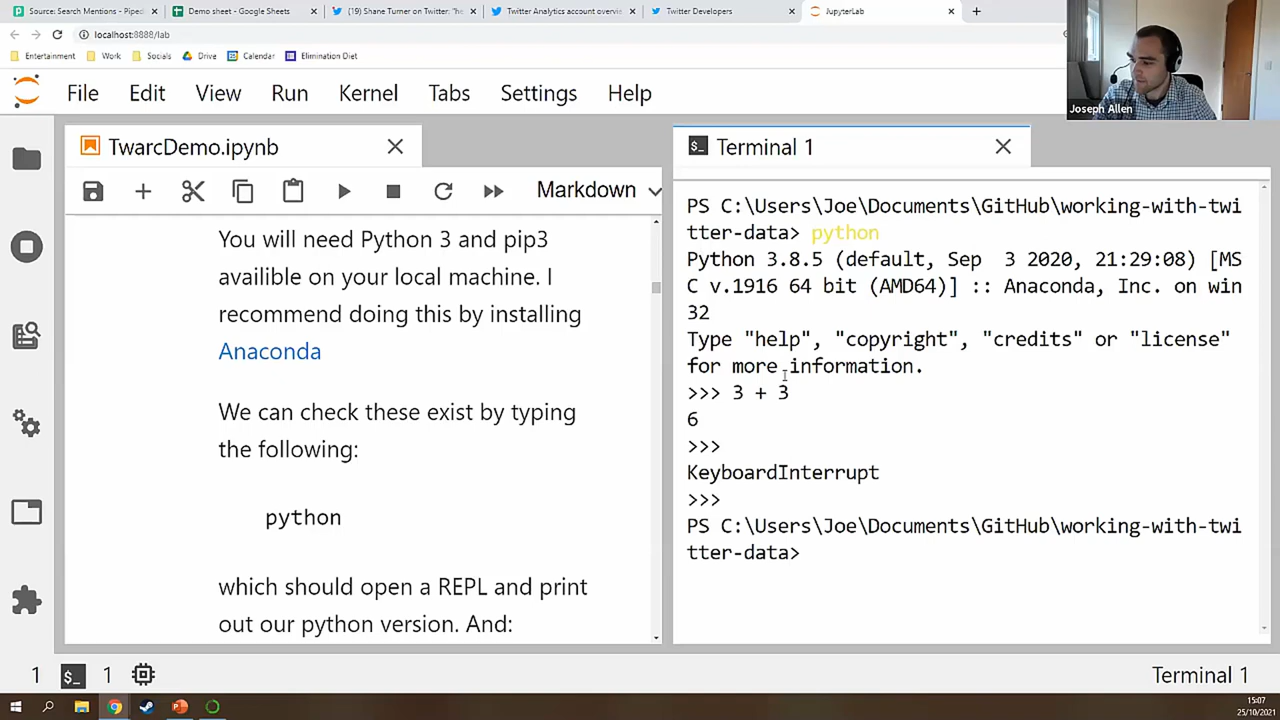 Source: Search Mentions - Piped
Demo sheet - Google Sheets
(19) Shane Turner on Twitter: "he
Twitter Analytics account overvie
Twitter Developers
JupyterLab
localhost:8888/lab
Entertainment
Work
Socials
Drive
Calendar
Elimination Diet
Joseph Allen
File Edit View Run Kernel Tabs Settings Help
TwarcDemo.ipynb
Markdown
You will need Python 3 and pip3
availible on your local machine. I
recommend doing this by installing
Anaconda
We can check these exist by typing
the following:
python
which should open a REPL and print
out our python version. And:
$_ Terminal 1
PS C:\Users\Joe\Documents\GitHub\working-with-twi
tter-data> python
Python 3.8.5 (default, Sep  3 2020, 21:29:08) [MS
C v.1916 64 bit (AMD64)] :: Anaconda, Inc. on win
32
Type "help", "copyright", "credits" or "license"
for more information.
>>> 3 + 3
6
>>>
KeyboardInterrupt
>>>
PS C:\Users\Joe\Documents\GitHub\working-with-twi
tter-data>
1 $_ 1
Terminal 1
15:07
25/10/2021